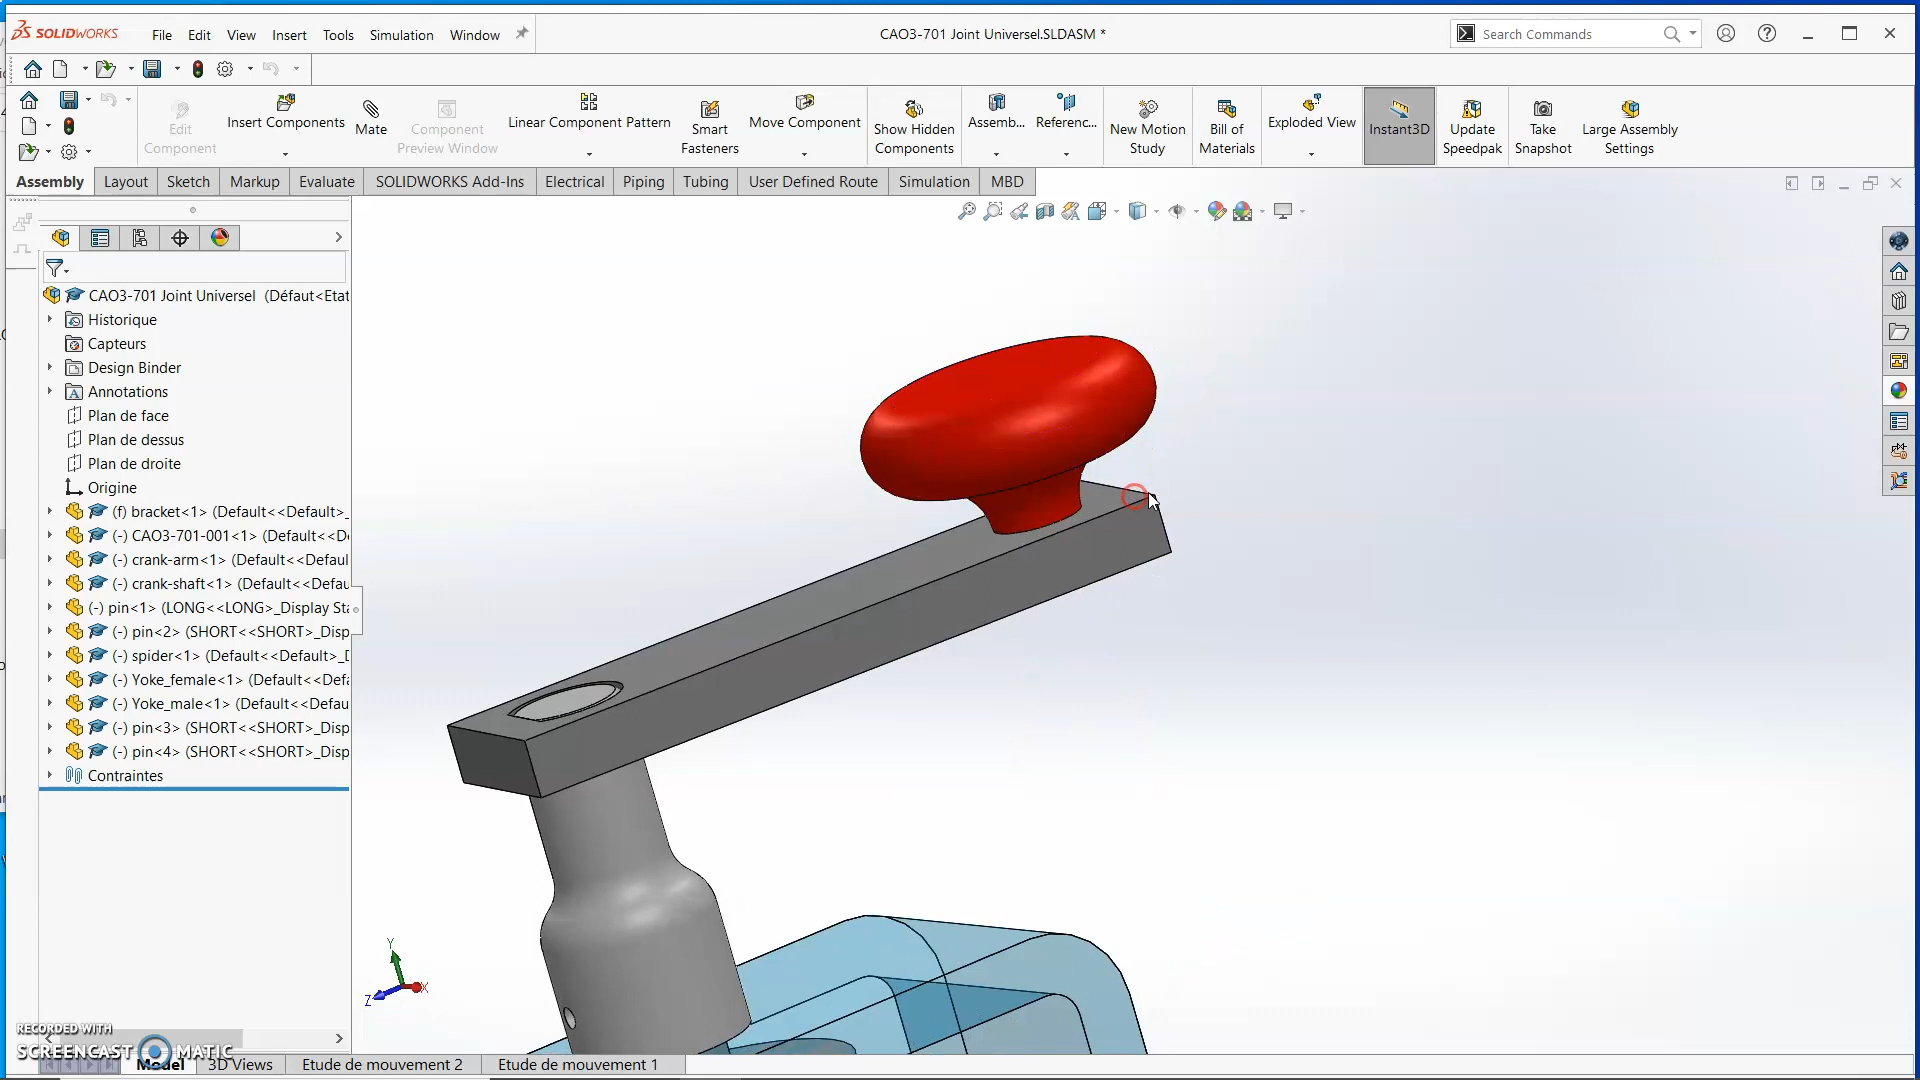 SOLIDWORKS
File Edit View Insert Tools Simulation Window
CAO3-701 Joint Universel.SLDASM *
Search Commands
Edit Component
Insert Components
Mate
Component Preview Window
Linear Component Pattern
Smart Fasteners
Move Component
Show Hidden Components
Assemb...
Referenc...
New Motion Study
Bill of Materials
Exploded View
Instant3D
Update Speedpak
Take Snapshot
Large Assembly Settings
Assembly Layout Sketch Markup Evaluate SOLIDWORKS Add-Ins Electrical Piping Tubing User Defined Route Simulation MBD
CAO3-701 Joint Universel (Défaut<Etat
Historique
Capteurs
Design Binder
Annotations
Plan de face
Plan de dessus
Plan de droite
Origine
(f) bracket<1> (Default<<Default>_
(-) CAO3-701-001<1> (Default<<D
(-) crank-arm<1> (Default<<Defaul
(-) crank-shaft<1> (Default<<Defau
(-) pin<1> (LONG<<LONG>_Display Sta
(-) pin<2> (SHORT<<SHORT>_Disp
(-) spider<1> (Default<<Default>_D
(-) Yoke_female<1> (Default<<Defa
(-) Yoke_male<1> (Default<<Defau
(-) pin<3> (SHORT<<SHORT>_Disp
(-) pin<4> (SHORT<<SHORT>_Disp
Contraintes
Y
Z
X
RECORDED WITH
SCREENCAST MATIC
Model 3D Views Etude de mouvement 2 Etude de mouvement 1